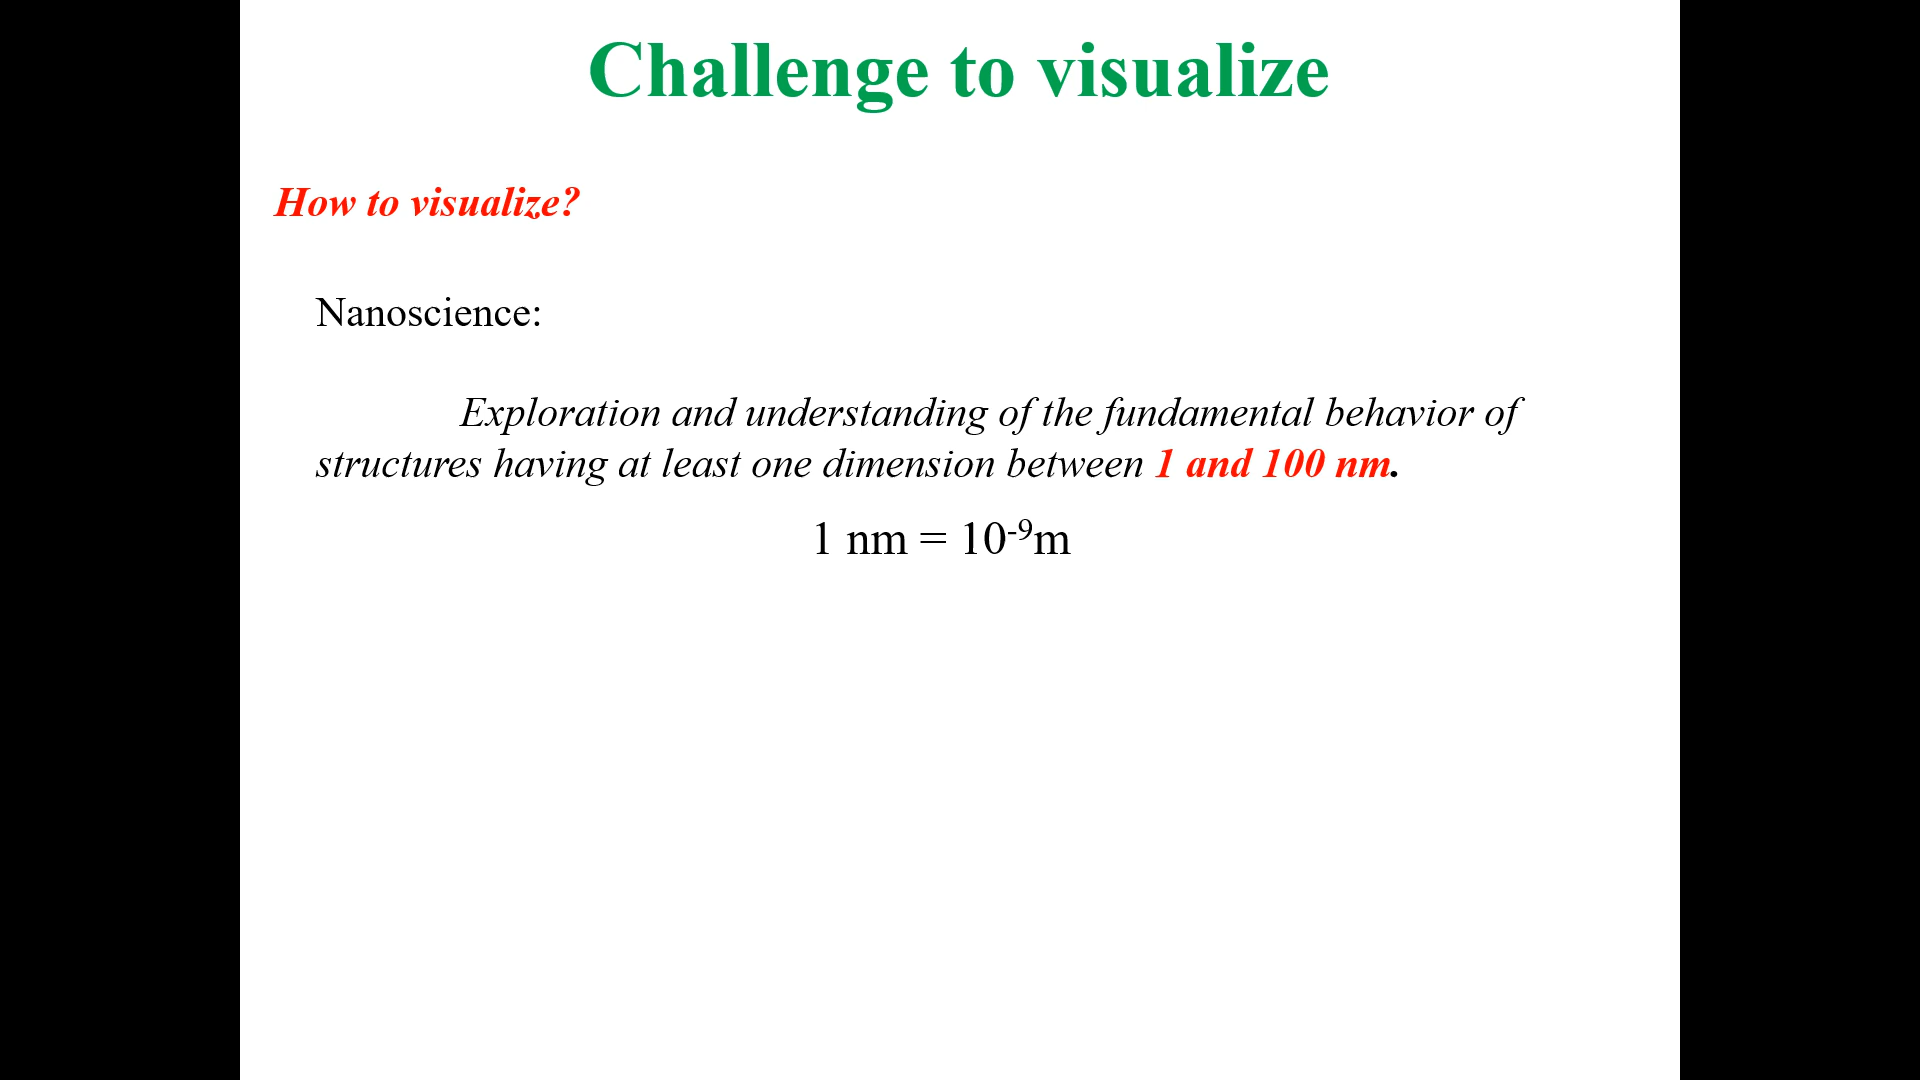 Challenge to visualize
How to visualize?
Nanoscience:
Exploration and understanding of the fundamental behavior of
structures having at least one dimension between 1 and 100 nm.
1 nm = 10⁻⁹m